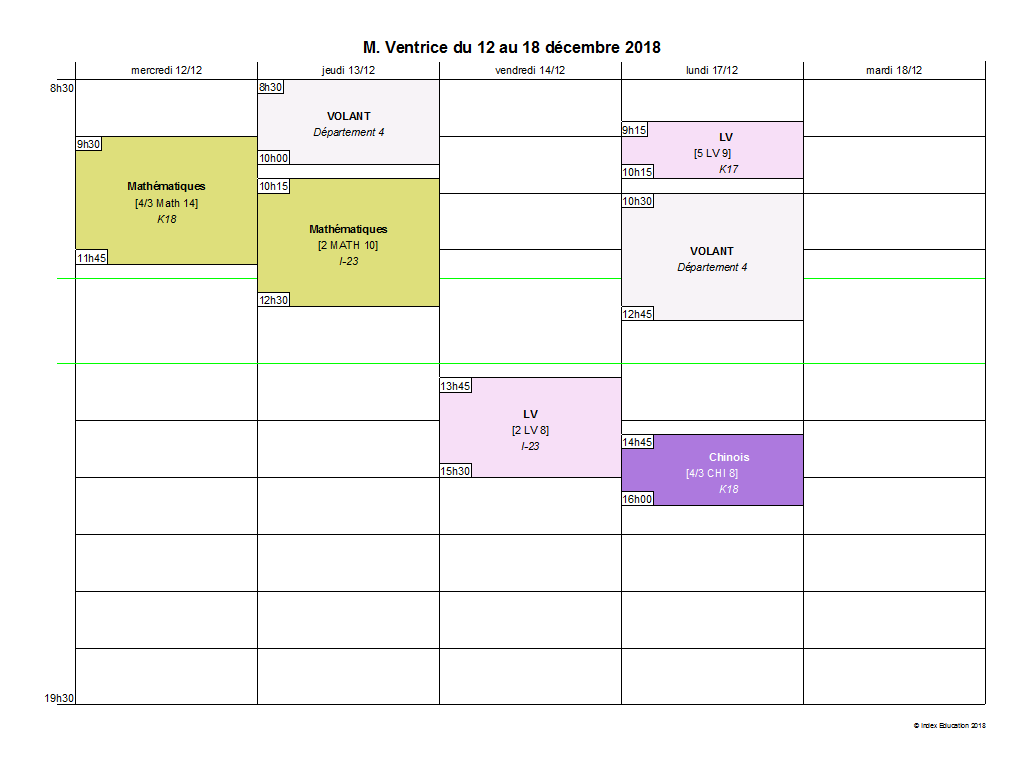 M. Ventrice du 12 au 18 décembre 2018
mercredi 12/12
jeudi 13/12
vendredi 14/12
lundi 17/12
mardi 18/12
8h30
9h30
Mathématiques
[4/3 Math 14]
K18
11h45
8h30
VOLANT
Département 4
10h00
10h15
Mathématiques
[2 MATH 10]
I-23
12h30
13h45
LV
[2 LV 8]
I-23
15h30
9h15
LV
[5 LV 9]
K17
10h15
10h30
VOLANT
Département 4
12h45
14h45
Chinois
[4/3 CHI 8]
K18
16h00
19h30
© Index Education 2018